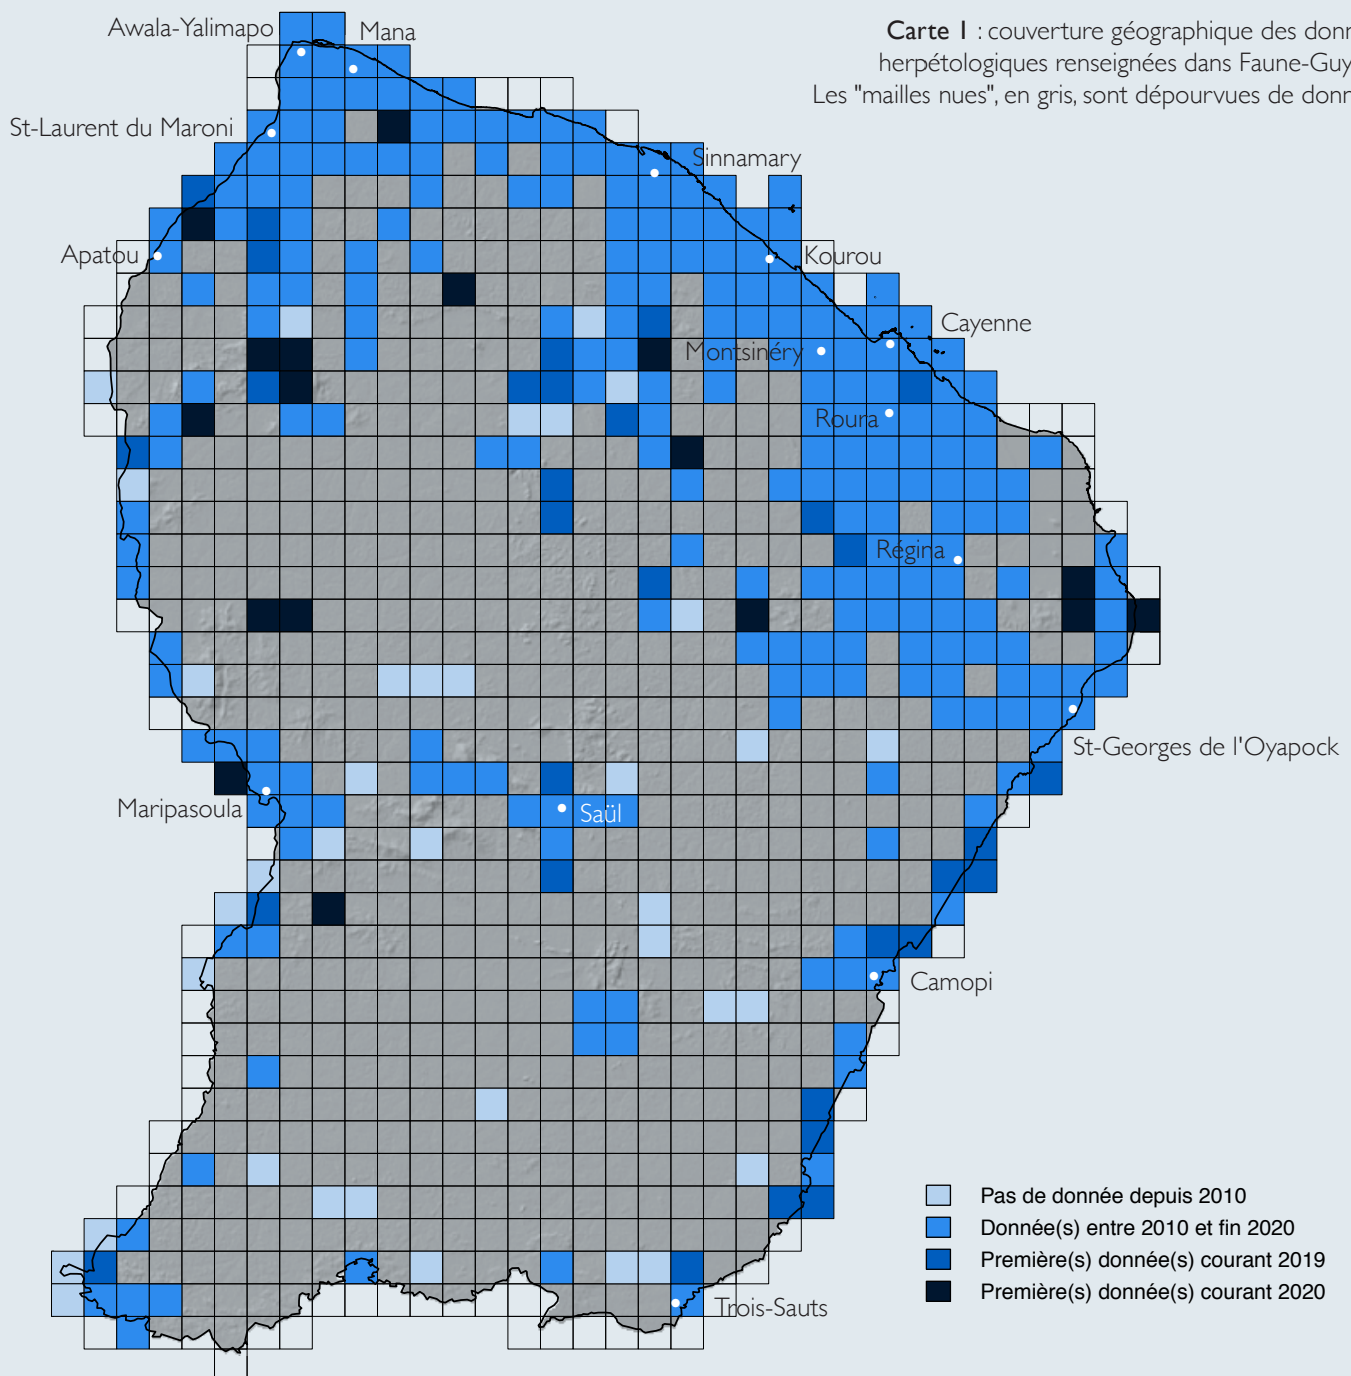 Carte 1 : couverture géographique des donn
herpétologiques renseignées dans Faune-Guy
Les "mailles nues", en gris, sont dépourvues de donn
Awala-Yalimapo
Mana
St-Laurent du Maroni
Sinnamary
Apatou
Kourou
Cayenne
Montsinéry
Roura
Régina
St-Georges de l'Oyapock
Maripasoula
Saül
Camopi
Trois-Sauts
Pas de donnée depuis 2010
Donnée(s) entre 2010 et fin 2020
Première(s) donnée(s) courant 2019
Première(s) donnée(s) courant 2020